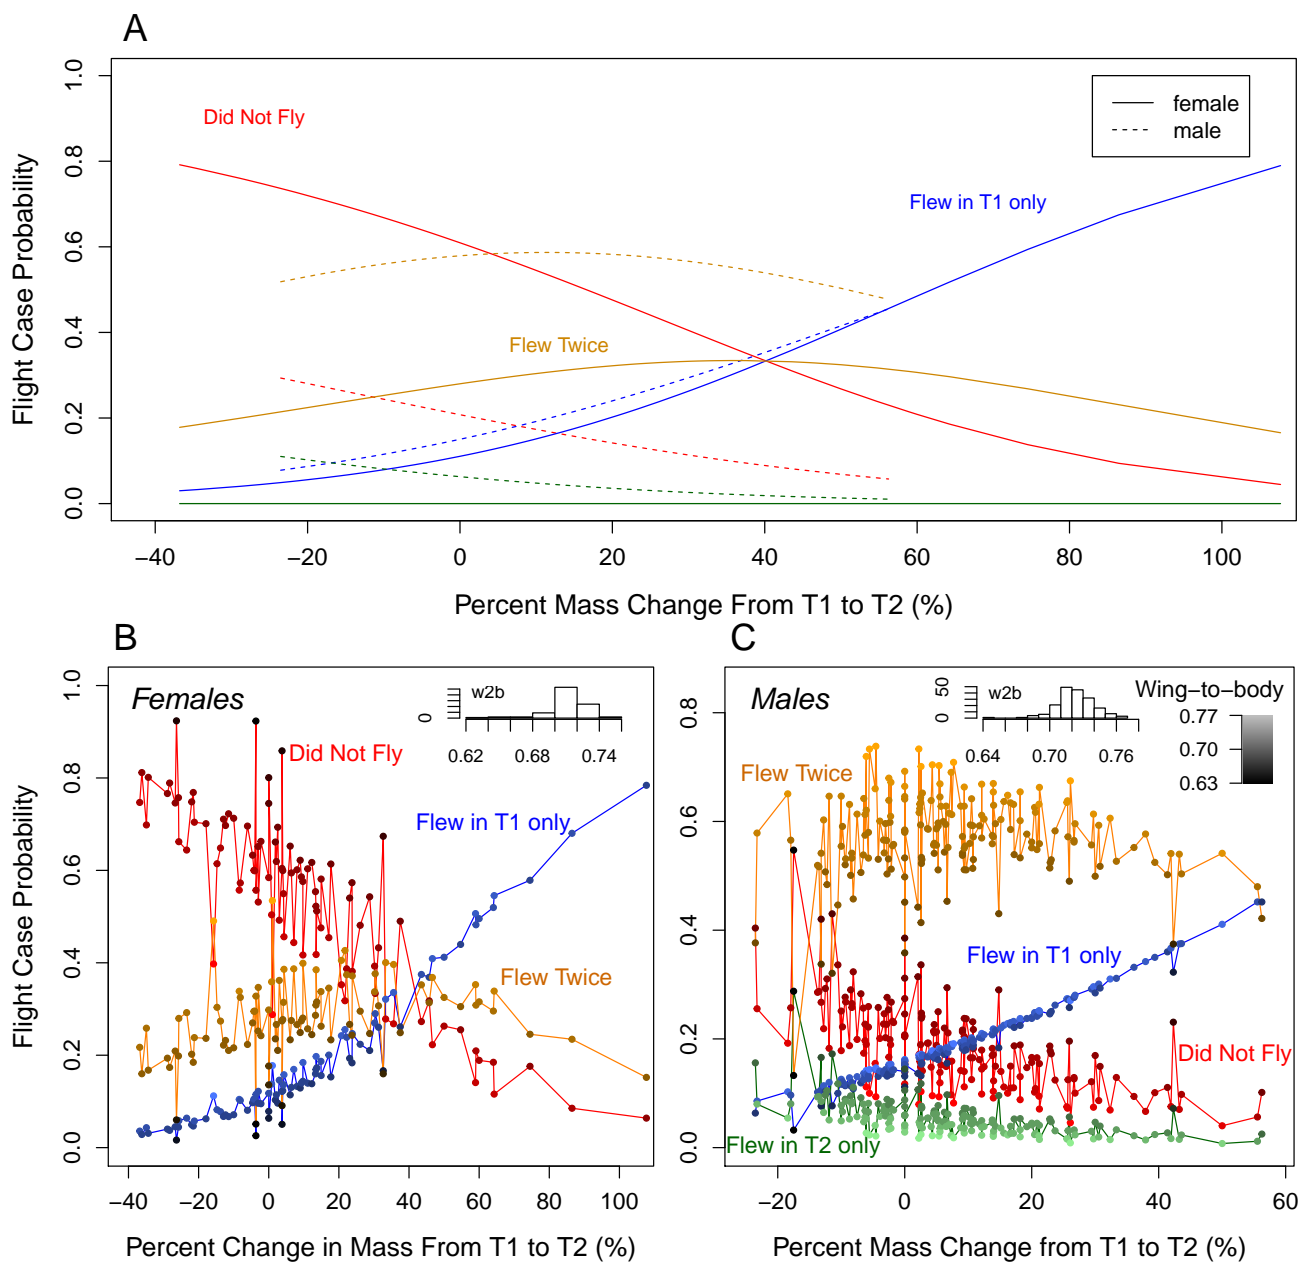 A
Flight Case Probability
1.0
0.8
0.6
0.4
0.2
0.0
Did Not Fly
Flew in T1 only
Flew Twice
female
male
−40 −20 0 20 40 60 80 100
Percent Mass Change From T1 to T2 (%)
B
Flight Case Probability
1.0
0.8
0.6
0.4
0.2
0.0
Females
w2b
0
0.62 0.68 0.74
Did Not Fly
Flew in T1 only
Flew Twice
−40 −20 0 20 40 60 80 100
Percent Change in Mass From T1 to T2 (%)
C
0.8
0.6
0.4
0.2
0.0
Males
50
0
w2b
0.64 0.70 0.76
Wing−to−body
0.77
0.70
0.63
Flew Twice
Flew in T1 only
Did Not Fly
Flew in T2 only
−20 0 20 40 60
Percent Mass Change from T1 to T2 (%)